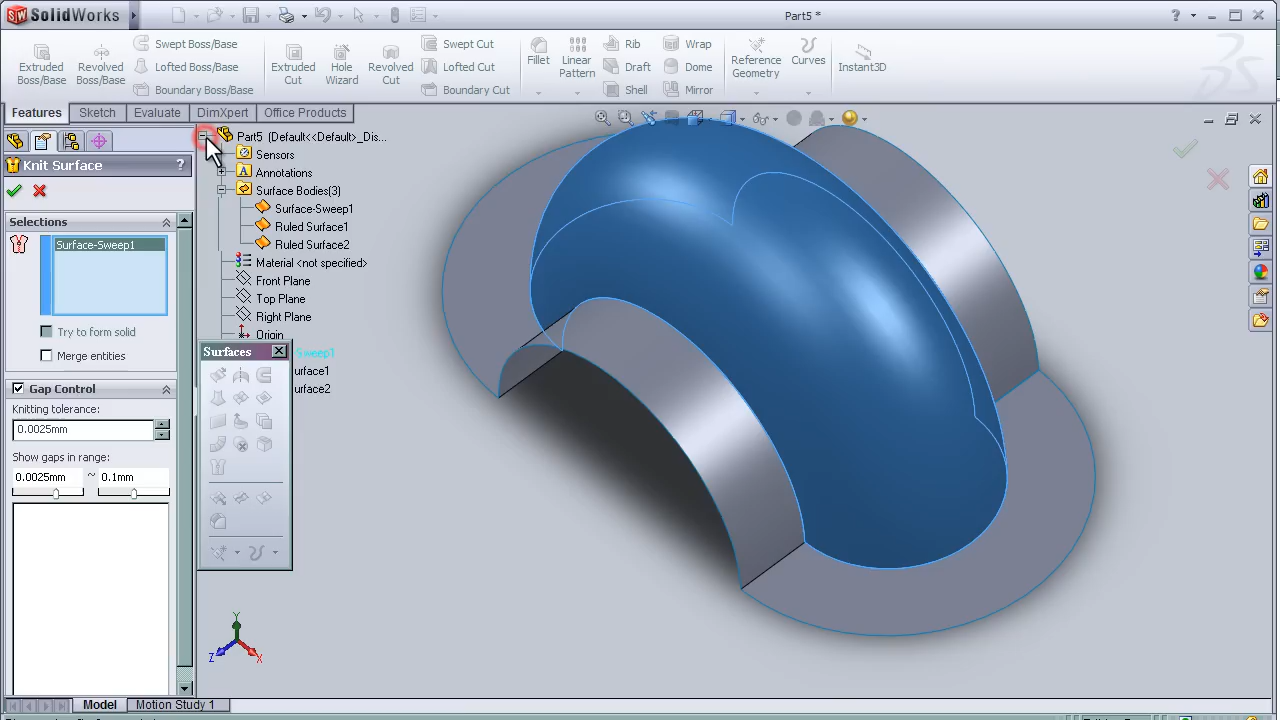 SolidWorks
Part5 *
Extruded Boss/Base
Revolved Boss/Base
Swept Boss/Base
Lofted Boss/Base
Boundary Boss/Base
Extruded Cut
Hole Wizard
Revolved Cut
Swept Cut
Lofted Cut
Boundary Cut
Fillet
Linear Pattern
Rib
Draft
Shell
Wrap
Dome
Mirror
Reference Geometry
Curves
Instant3D
Features
Sketch
Evaluate
DimXpert
Office Products
Knit Surface
?
Selections
Surface-Sweep1
Try to form solid
Merge entities
Gap Control
Knitting tolerance:
0.0025mm
Show gaps in range:
0.0025mm ~ 0.1mm
Part5 (Default<<Default>_Dis...
Sensors
Annotations
Surface Bodies(3)
Surface-Sweep1
Ruled Surface1
Ruled Surface2
Material <not specified>
Front Plane
Top Plane
Right Plane
Origin
Sweep1
urface1
urface2
Surfaces
Y
Z
X
Model
Motion Study 1